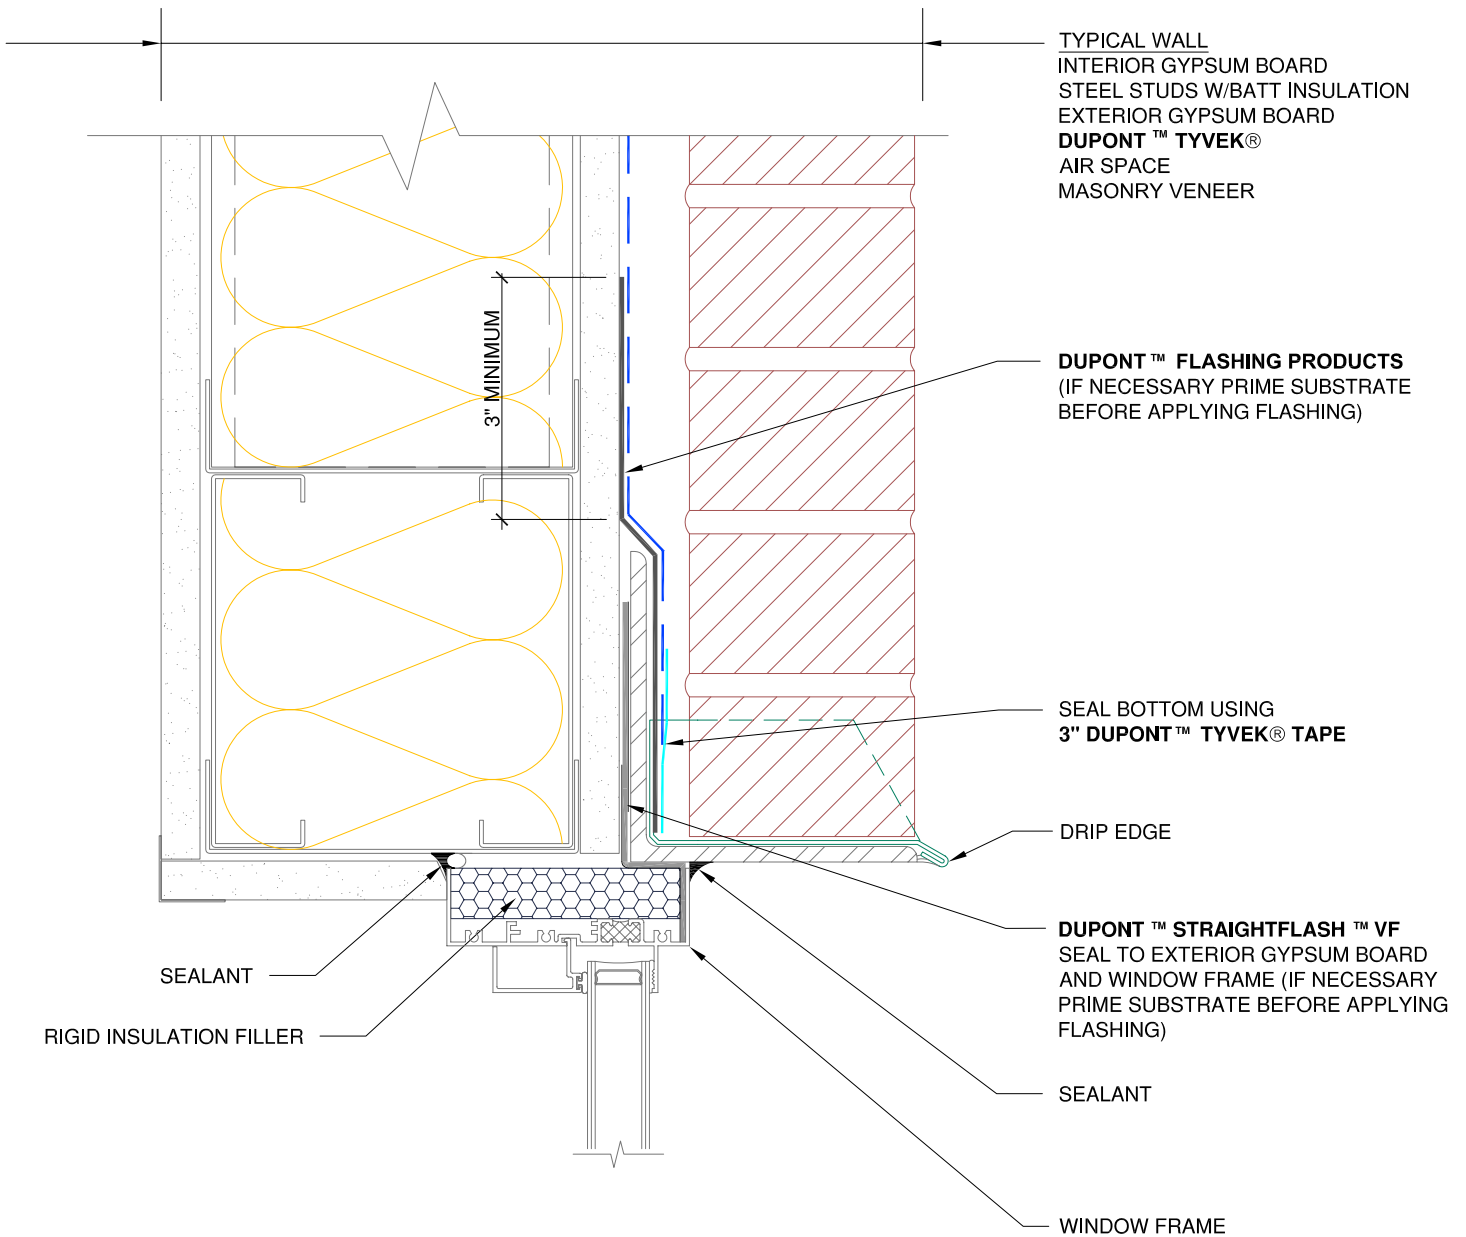 TYPICAL WALL
INTERIOR GYPSUM BOARD
STEEL STUDS W/BATT INSULATION
EXTERIOR GYPSUM BOARD
DUPONT ™ TYVEK®
AIR SPACE
MASONRY VENEER
3" MINIMUM
DUPONT ™ FLASHING PRODUCTS
(IF NECESSARY PRIME SUBSTRATE
BEFORE APPLYING FLASHING)
SEAL BOTTOM USING
3" DUPONT ™ TYVEK® TAPE
DRIP EDGE
DUPONT ™ STRAIGHTFLASH ™ VF
SEAL TO EXTERIOR GYPSUM BOARD
AND WINDOW FRAME (IF NECESSARY
PRIME SUBSTRATE BEFORE APPLYING
FLASHING)
SEALANT
RIGID INSULATION FILLER
SEALANT
WINDOW FRAME